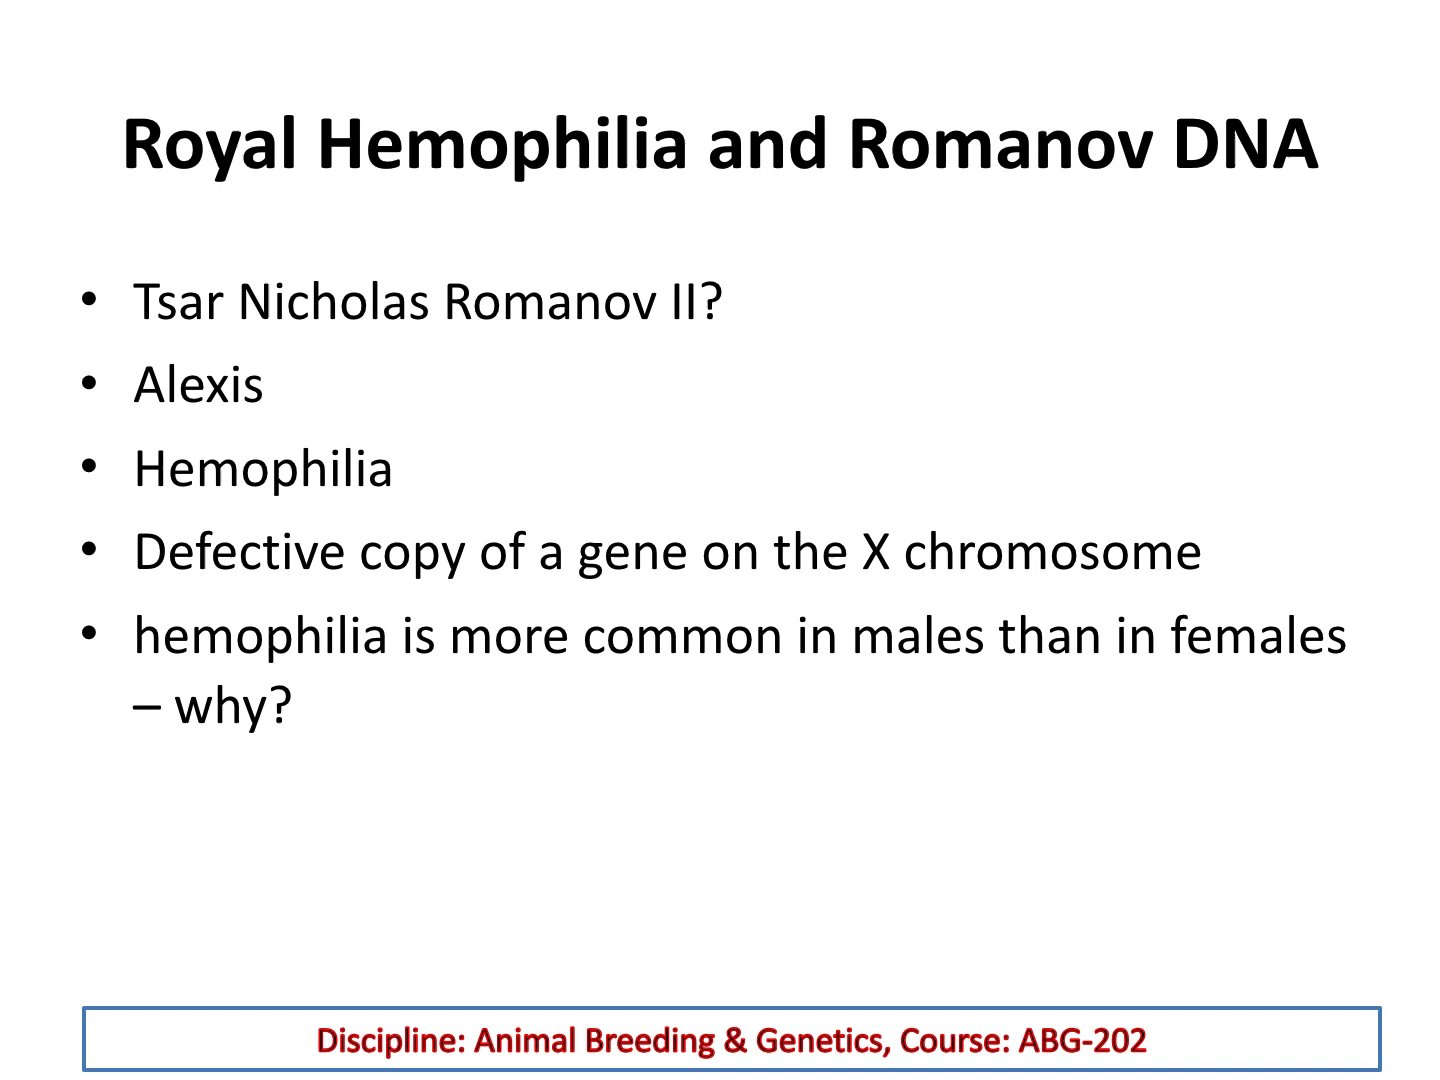 Royal Hemophilia and Romanov DNA
• Tsar Nicholas Romanov II?
• Alexis
• Hemophilia
• Defective copy of a gene on the X chromosome
• hemophilia is more common in males than in females
– why?
Discipline: Animal Breeding & Genetics, Course: ABG-202